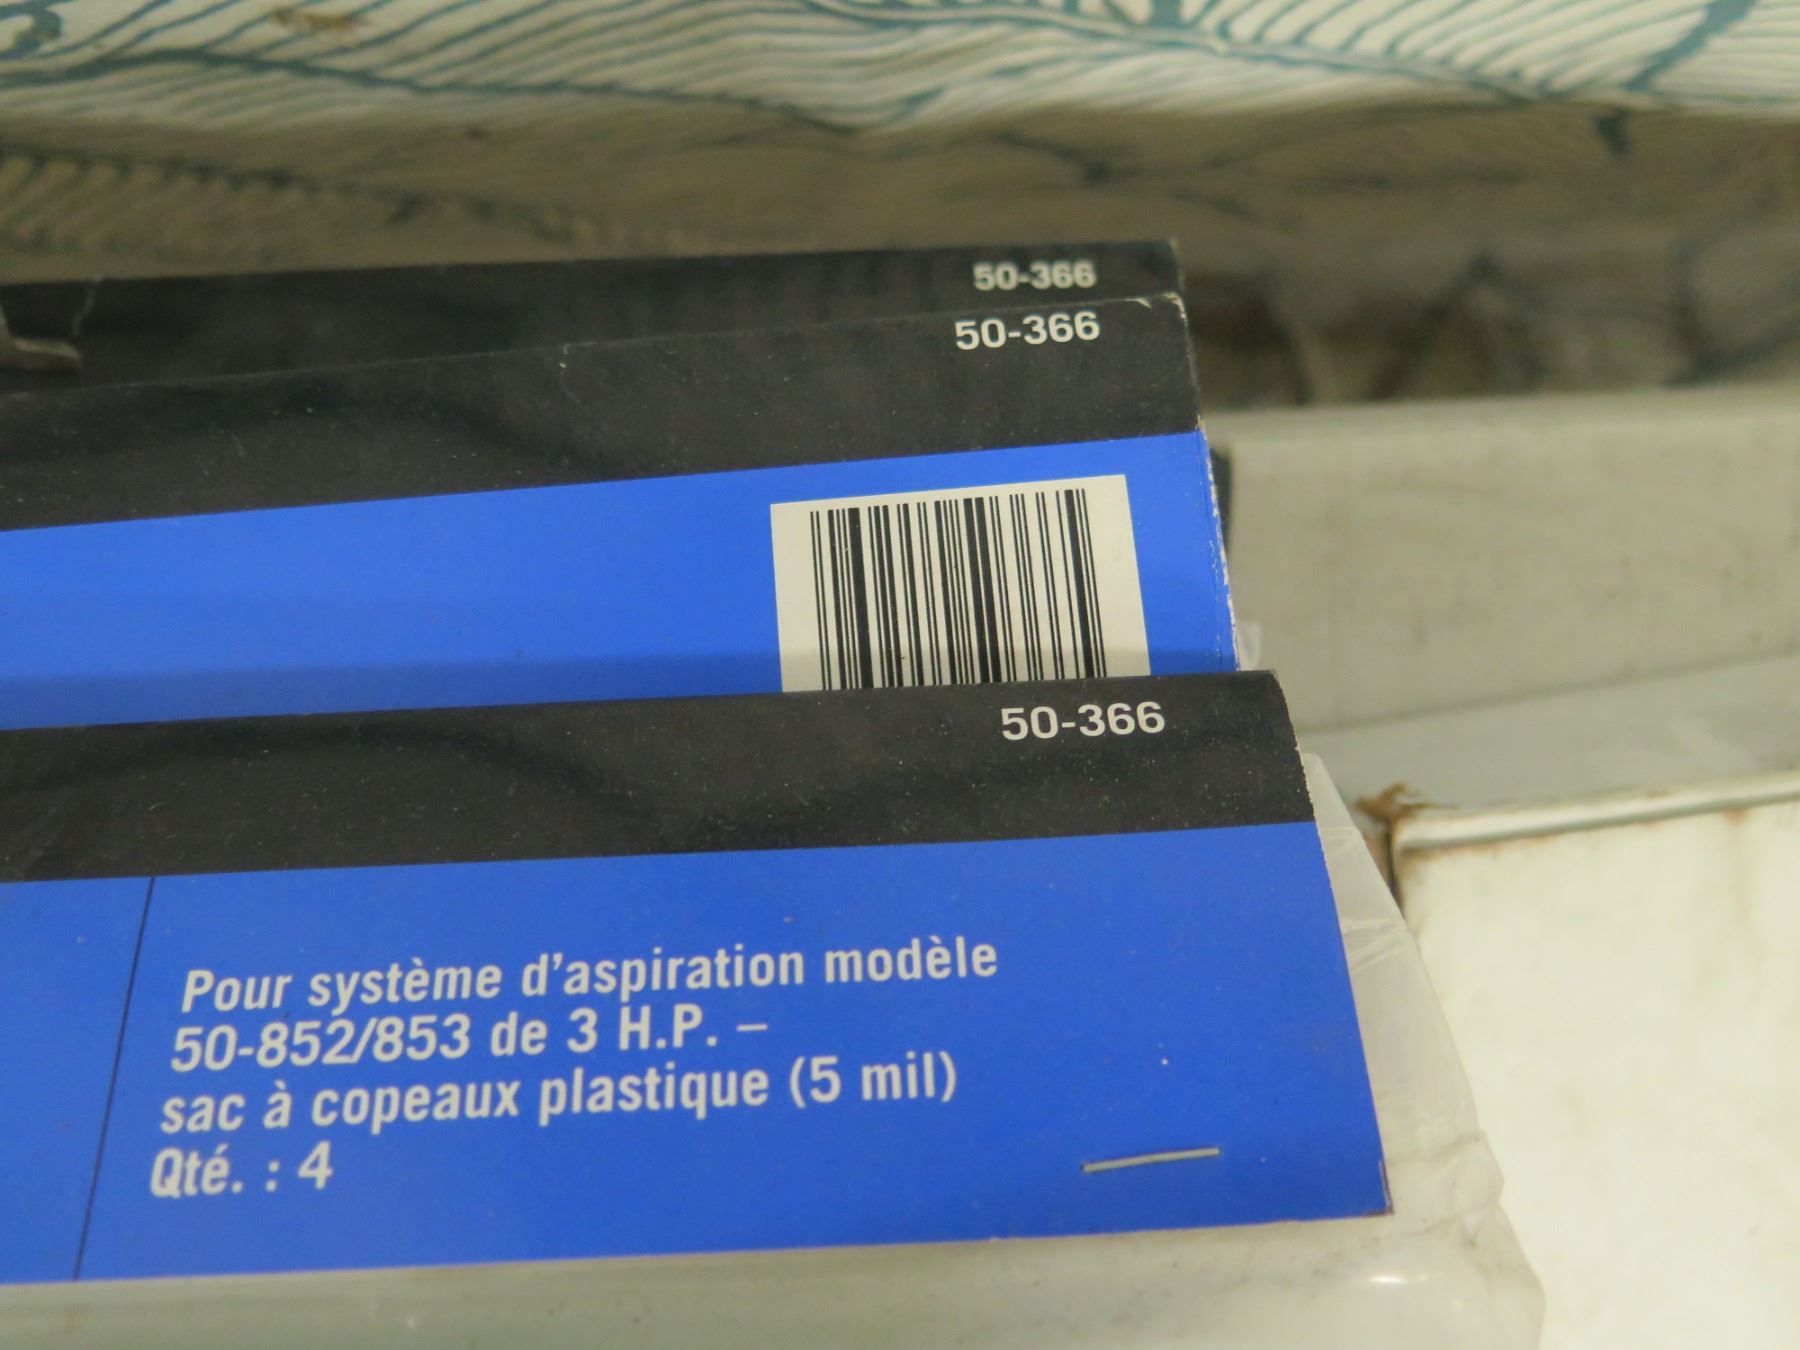 50-366
50-366
50-366
Pour système d'aspiration modèle
50-852/853 de 3 H.P. –
sac à copeaux plastique (5 mil)
Qté. : 4